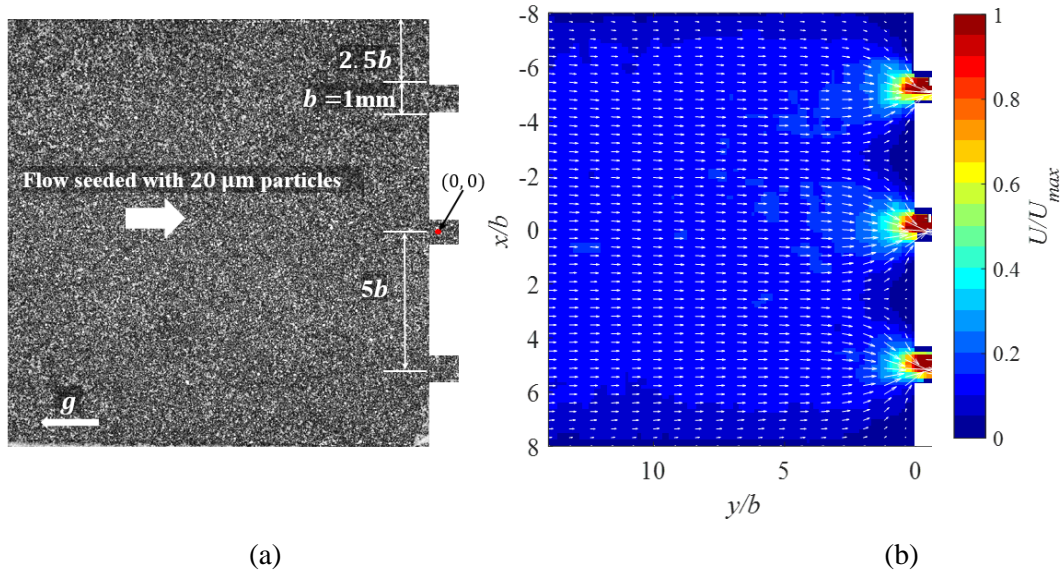 2.5b
b =1mm
Flow seeded with 20 μm particles
(0, 0)
5b
g
(a)
-8
-6
-4
-2
0
2
4
6
8
x/b
10
5
0
y/b
1
0.8
0.6
0.4
0.2
0
U/Umax
(b)